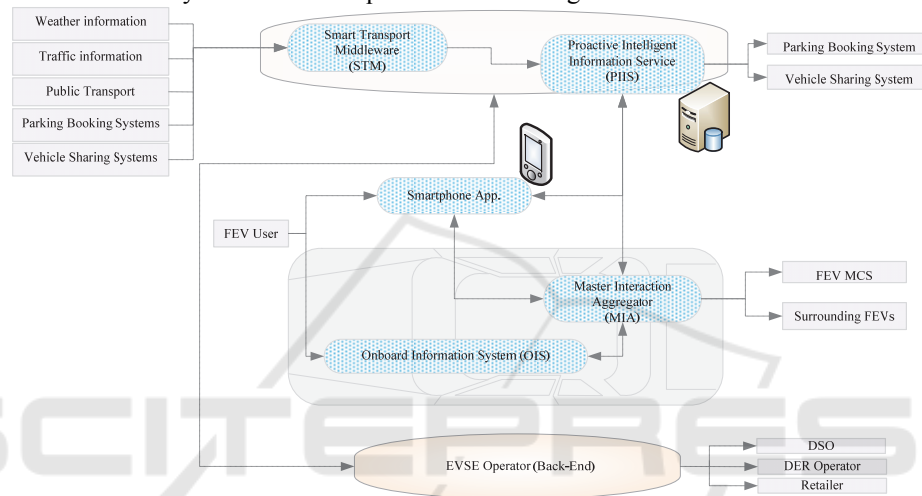 Weather information
Traffic information
Public Transport
Parking Booking Systems
Vehicle Sharing Systems
Smart Transport
Middleware
(STM)
Proactive Intelligent
Information Service
(PIIS)
Parking Booking System
Vehicle Sharing System
Smartphone App.
FEV User
Master Interaction
Aggregator
(MIA)
FEV MCS
Surrounding FEVs
Onboard Information System (OIS)
EVSE Operator (Back-End)
DSO
DER Operator
Retailer
SCITEPRES